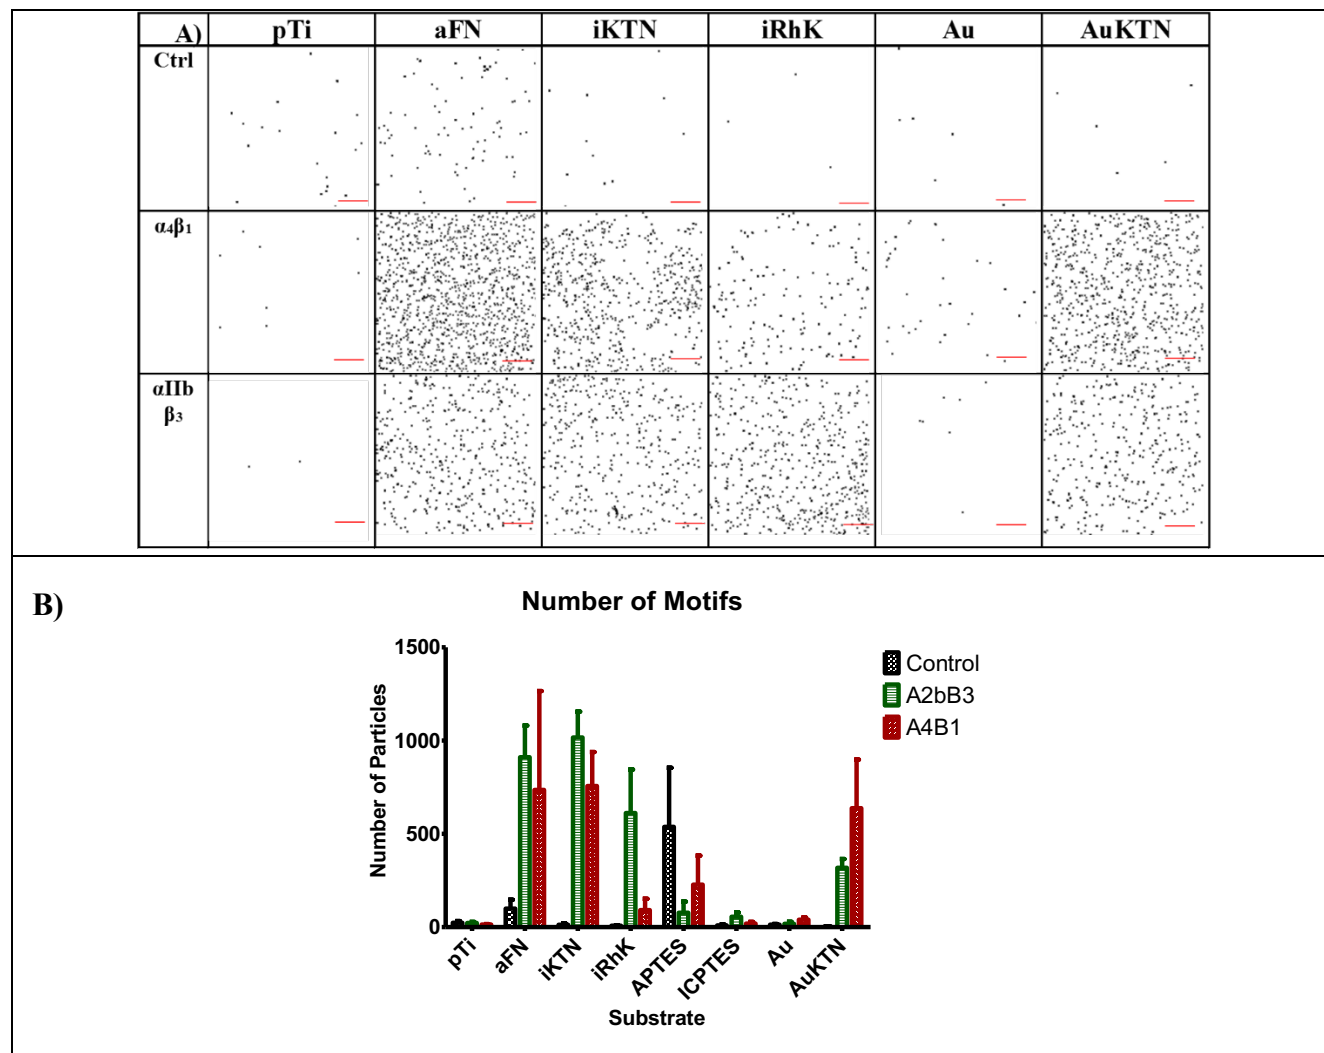 A) pTi aFN iKTN iRhK Au AuKTN
Ctrl
α₄β₁
αIIb
β₃
B)
Number of Motifs
1500
1000
500
0
Number of Particles
Control
A2bB3
A4B1
pTi aFN iKTN iRhK APTES ICPTES Au AuKTN
Substrate